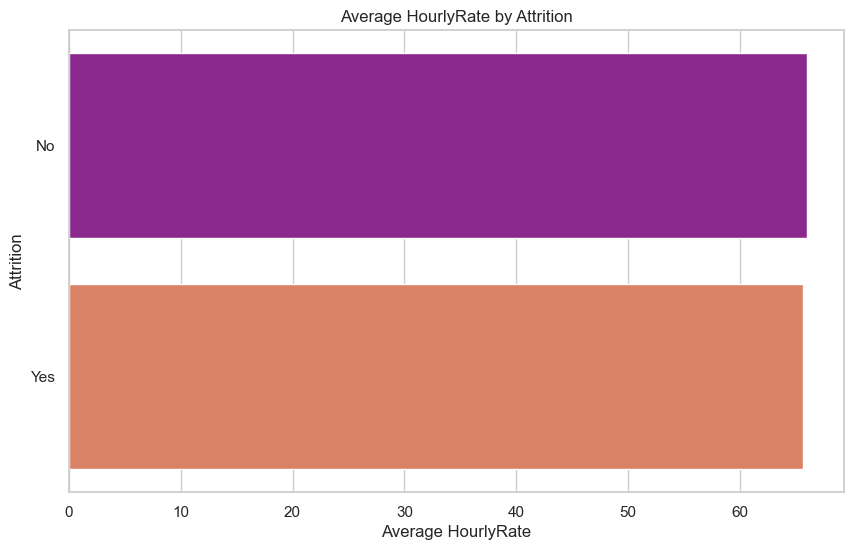 Average HourlyRate by Attrition
No
Yes
Attrition
0 10 20 30 40 50 60
Average HourlyRate